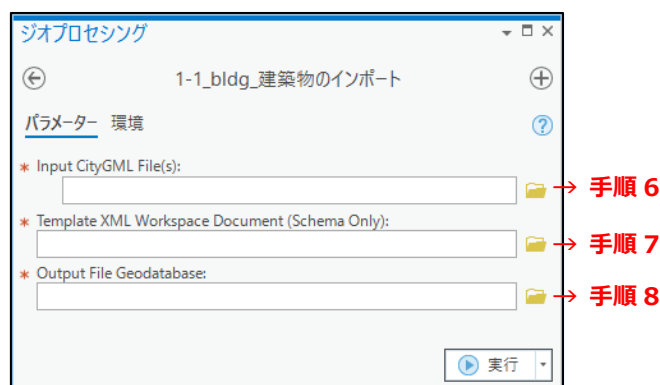 ジオプロセシング
1-1_bldg_建築物のインポート
パラメーター 環境
* Input CityGML File(s):
→ 手順 6
* Template XML Workspace Document (Schema Only):
→ 手順 7
* Output File Geodatabase:
→ 手順 8
実行